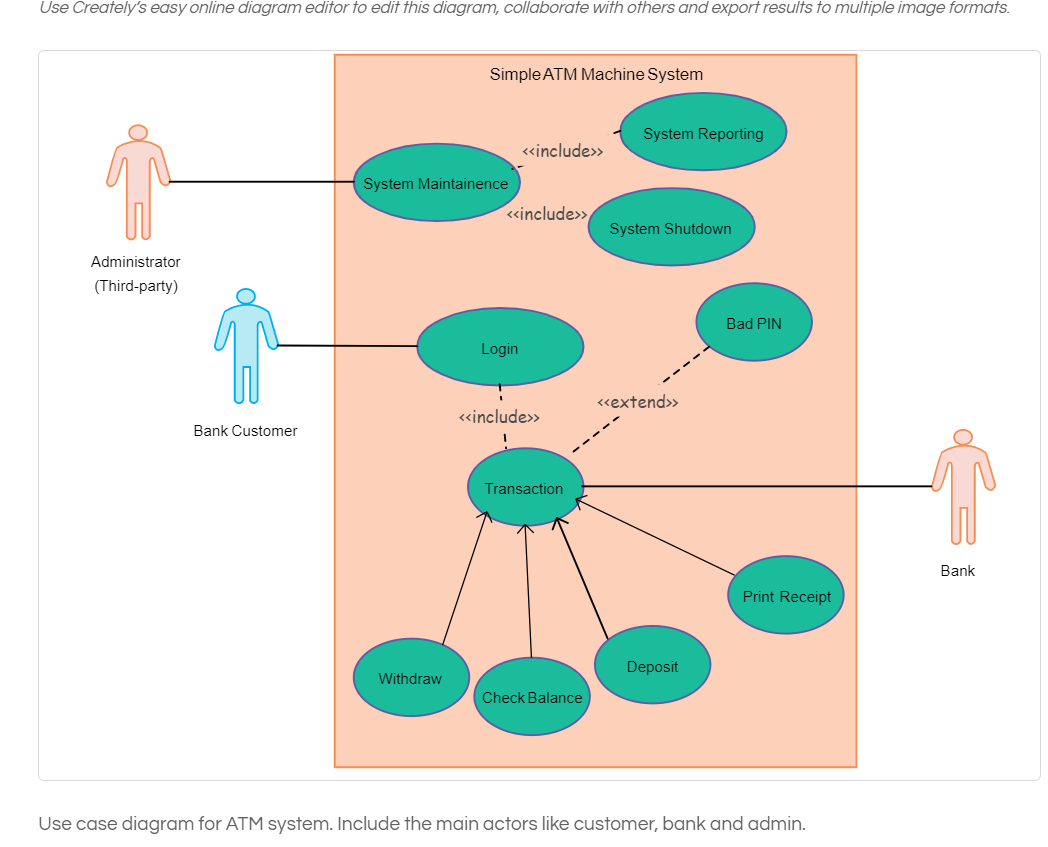 Use Creately's easy online diagram editor to edit this diagram, collaborate with others and export results to multiple image formats.
Simple ATM Machine System
System Reporting
<<include>>
System Maintainence
<<include>>
System Shutdown
Administrator
(Third-party)
Bad PIN
Login
<<extend>>
<<include>>
Bank Customer
Transaction
Bank
Print Receipt
Deposit
Withdraw
Check Balance
Use case diagram for ATM system. Include the main actors like customer, bank and admin.